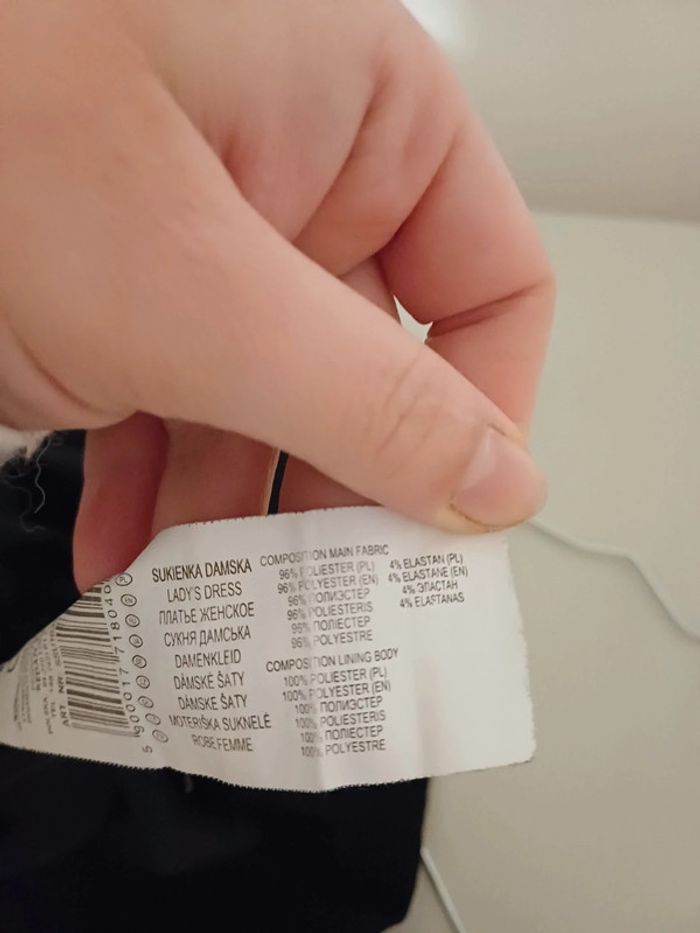 SUKIENKA DAMSKA
LADY'S DRESS
ПЛАТЬЕ ЖЕНСКОЕ
СУКНЯ ДАМСЬКА
DAMENKLEID
DÁMSKÉ ŠATY
DÁMSKE ŠATY
MOTERIŠKA SUKNELĖ
ROBE FEMME
COMPOSITION MAIN FABRIC
96% POLIESTER (PL)
96% POLYESTER (EN)
96% ПОЛИЭСТЕР
96% POLIESTERIS
96% ПОЛІЕСТЕР
96% POLYESTRE
4% ELASTAN (PL)
4% ELASTANE (EN)
4% ЭЛАСТАН
4% ELASTANAS
COMPOSITION LINING BODY
100% POLIESTER (PL)
100% POLYESTER (EN)
100% ПОЛИЭСТЕР
100% POLIESTERIS
100% ПОЛІЕСТЕР
100% POLYESTRE
ART NR